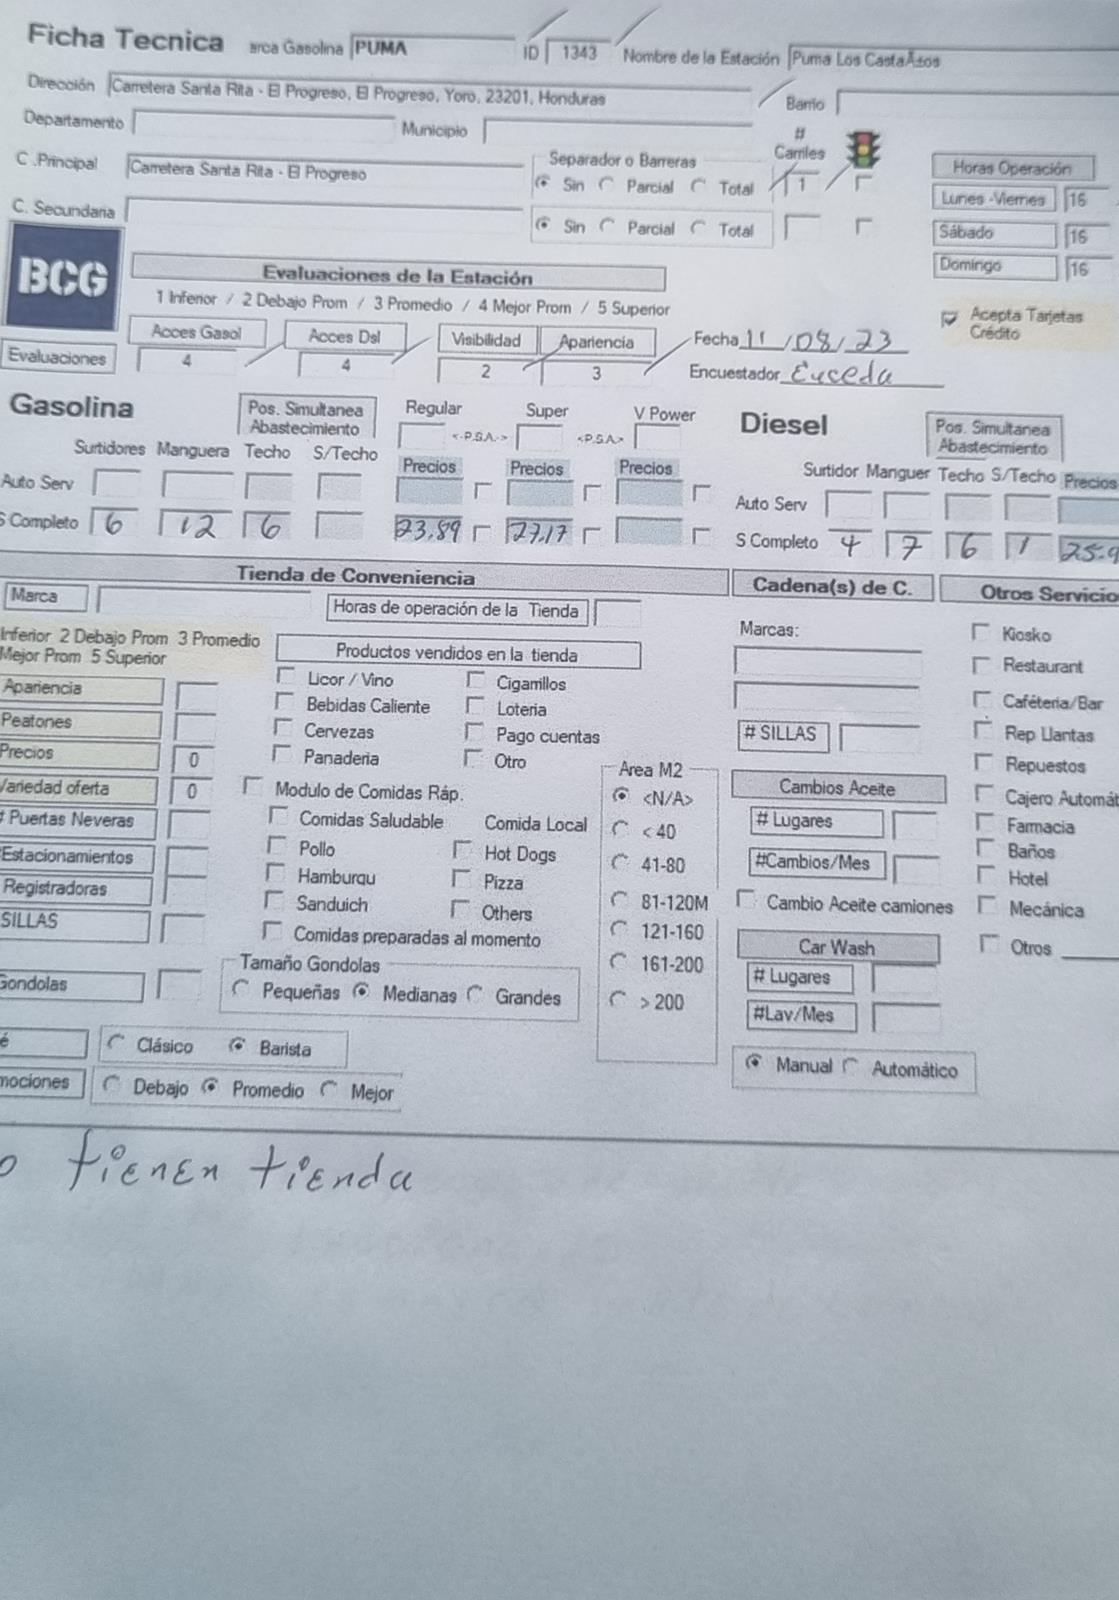 Ficha Tecnica arca Gasolina PUMA ID 1343 Nombre de la Estación Puma Los CastaÃ±os
Dirección Carretera Santa Rita - El Progreso, El Progreso, Yoro, 23201, Honduras Barrio
Departamento Municipio # Carriles
C .Principal Carretera Santa Rita - El Progreso Separador o Barreras Sin Parcial Total 1
Horas Operación
Lunes -Viernes 16
C. Secundaria Sin Parcial Total
Sábado 16
Domingo 16
BCG
Evaluaciones de la Estación
1 Inferior / 2 Debajo Prom / 3 Promedio / 4 Mejor Prom / 5 Superior
Acepta Tarjetas Crédito
Acces Gasol Acces Dsl Visibilidad Apariencia Fecha 11/08/23
Evaluaciones 4 4 2 3 Encuestador Euceda
Gasolina Pos. Simultanea Abastecimiento Regular Super V Power Diesel Pos. Simultanea Abastecimiento
<-P.S.A.-> <P.S.A>
Surtidores Manguera Techo S/Techo Precios Precios Precios Surtidor Manguer Techo S/Techo Precios
Auto Serv Auto Serv
S Completo 6 12 6 23.89 27.17 S Completo 4 7 6 1 25.9
Tienda de Conveniencia Cadena(s) de C. Otros Servicio
Marca Horas de operación de la Tienda
Inferior 2 Debajo Prom 3 Promedio
Mejor Prom 5 Superior
Productos vendidos en la tienda
Marcas:
Kiosko
Apariencia Licor / Vino Cigarrillos Restaurant
Peatones Bebidas Caliente Loteria Caféteria/Bar
Cervezas Pago cuentas # SILLAS Rep Llantas
Precios 0 Panaderia Otro Area M2 Repuestos
Variedad oferta 0 Modulo de Comidas Ráp. <N/A> Cambios Aceite Cajero Automát
# Puertas Neveras Comidas Saludable Comida Local < 40 # Lugares Farmacia
Estacionamientos Pollo Hot Dogs 41-80 #Cambios/Mes Baños
Registradoras Hamburqu Pizza Hotel
SILLAS Sanduich Others 81-120M Cambio Aceite camiones Mecánica
Comidas preparadas al momento 121-160 Car Wash Otros
Gondolas Tamaño Gondolas 161-200 # Lugares
Pequeñas Medianas Grandes > 200 #Lav/Mes
é Clásico Barista
mociones Debajo Promedio Mejor Manual Automático
o tienen tienda